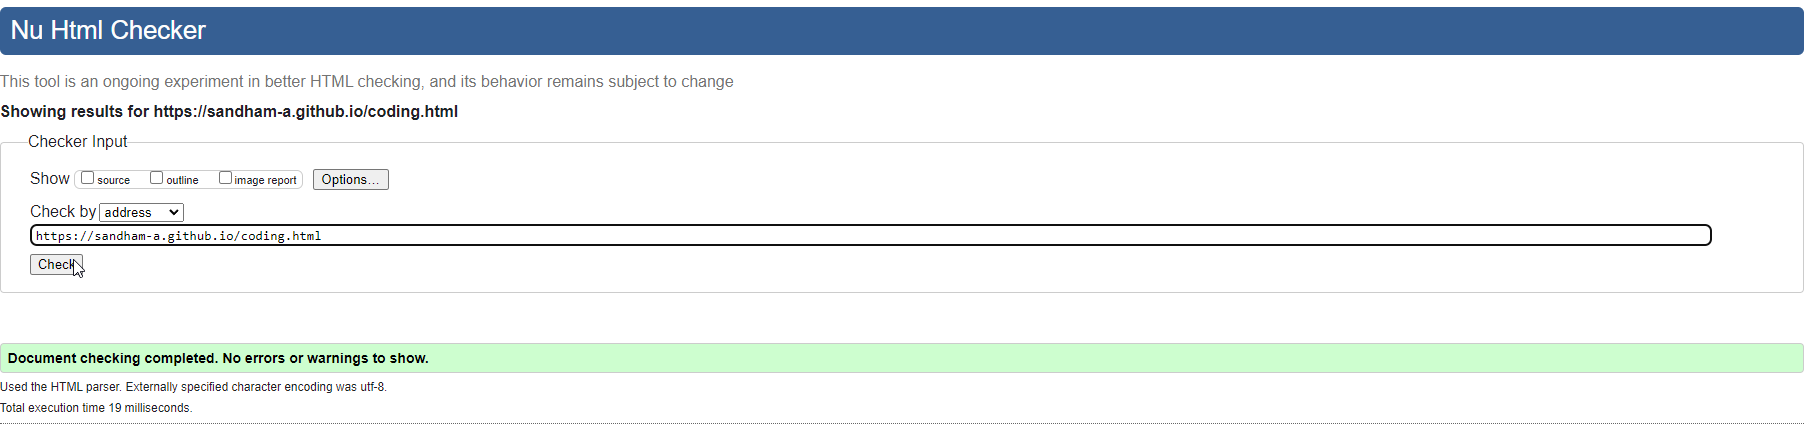 Nu Html Checker
This tool is an ongoing experiment in better HTML checking, and its behavior remains subject to change
Showing results for https://sandham-a.github.io/coding.html
Checker Input
Show source outline image report Options...
Check by address
https://sandham-a.github.io/coding.html
Check
Document checking completed. No errors or warnings to show.
Used the HTML parser. Externally specified character encoding was utf-8.
Total execution time 19 milliseconds.